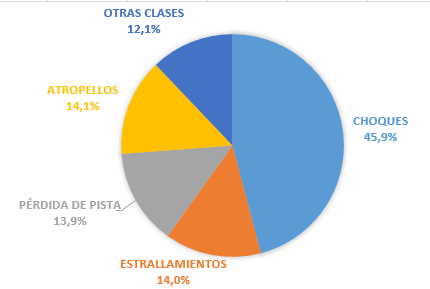 OTRAS CLASES
12,1%
ATROPELLOS
14,1%
CHOQUES
45,9%
PÉRDIDA DE PISTA
13,9%
ESTRALLAMIENTOS
14,0%